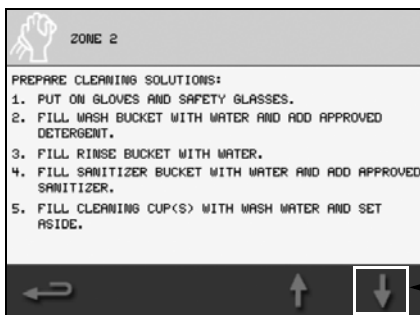 ZONE 2
PREPARE CLEANING SOLUTIONS:
1. PUT ON GLOVES AND SAFETY GLASSES.
2. FILL WASH BUCKET WITH WATER AND ADD APPROVED
DETERGENT.
3. FILL RINSE BUCKET WITH WATER.
4. FILL SANITIZER BUCKET WITH WATER AND ADD APPROVED
SANITIZER.
5. FILL CLEANING CUP(S) WITH WASH WATER AND SET
ASIDE.